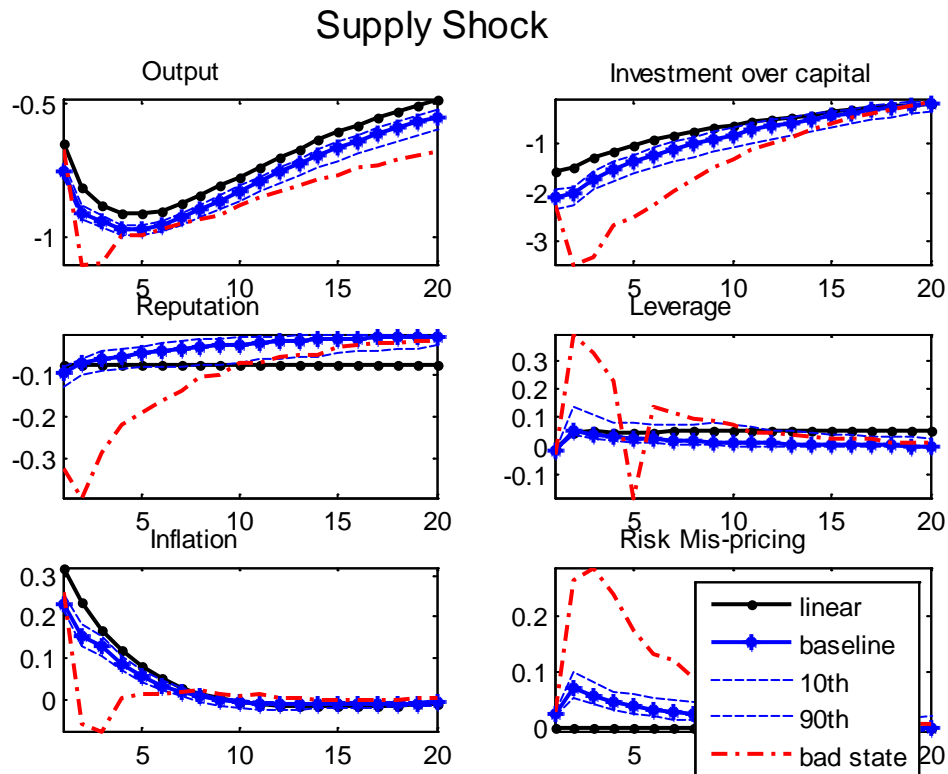 Supply Shock
Output
-0.5
-1
5 10 15 20
Investment over capital
-1
-2
-3
5 10 15 20
Reputation
-0.1
-0.2
-0.3
5 10 15 20
Leverage
0.3
0.2
0.1
0
-0.1
5 10 15 20
Inflation
0.3
0.2
0.1
0
5 10 15 20
Risk Mis-pricing
0.2
0.1
0
5
linear
baseline
10th
90th
bad state